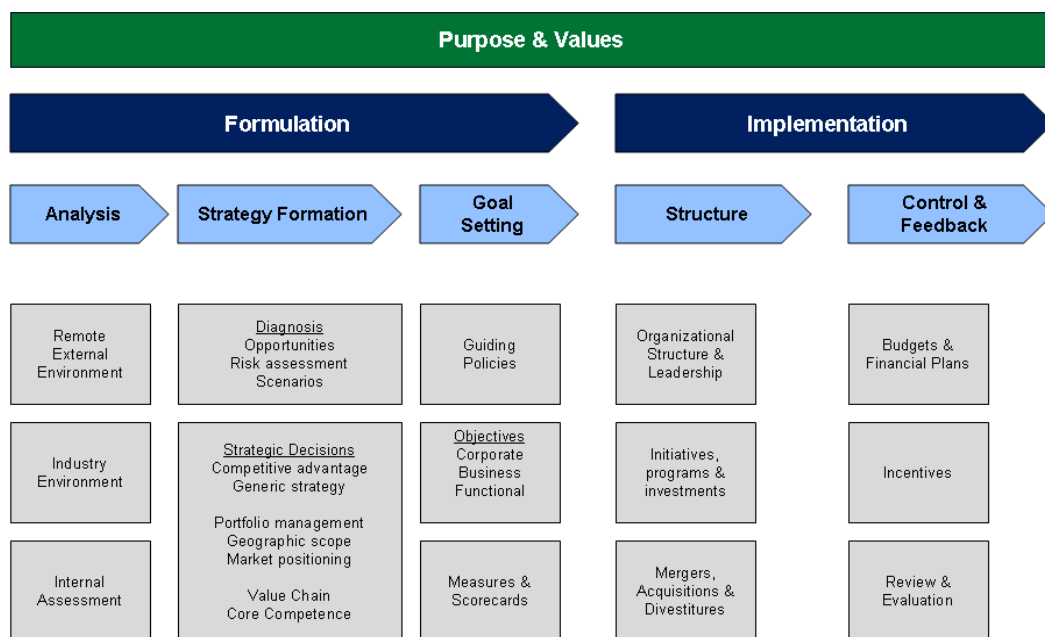 Purpose & Values
Formulation
Implementation
Analysis
Strategy Formation
Goal
Setting
Structure
Control &
Feedback
Remote
External
Environment
Diagnosis
Opportunities
Risk assessment
Scenarios
Guiding
Policies
Organizational
Structure &
Leadership
Budgets &
Financial Plans
Industry
Environment
Strategic Decisions
Competitive advantage
Generic strategy
Portfolio management
Geographic scope
Market positioning
Value Chain
Core Competence
Objectives
Corporate
Business
Functional
Initiatives,
programs &
investments
Incentives
Internal
Assessment
Measures &
Scorecards
Mergers,
Acquisitions &
Divestitures
Review &
Evaluation